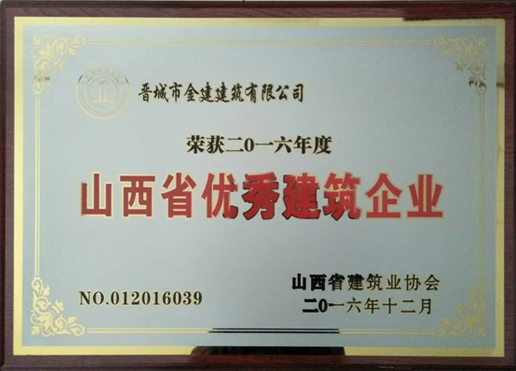 晋城市金建建筑有限公司
荣获二0一六年度
山西省优秀建筑企业
NO.012016039
山西省建筑业协会
二0一六年十二月